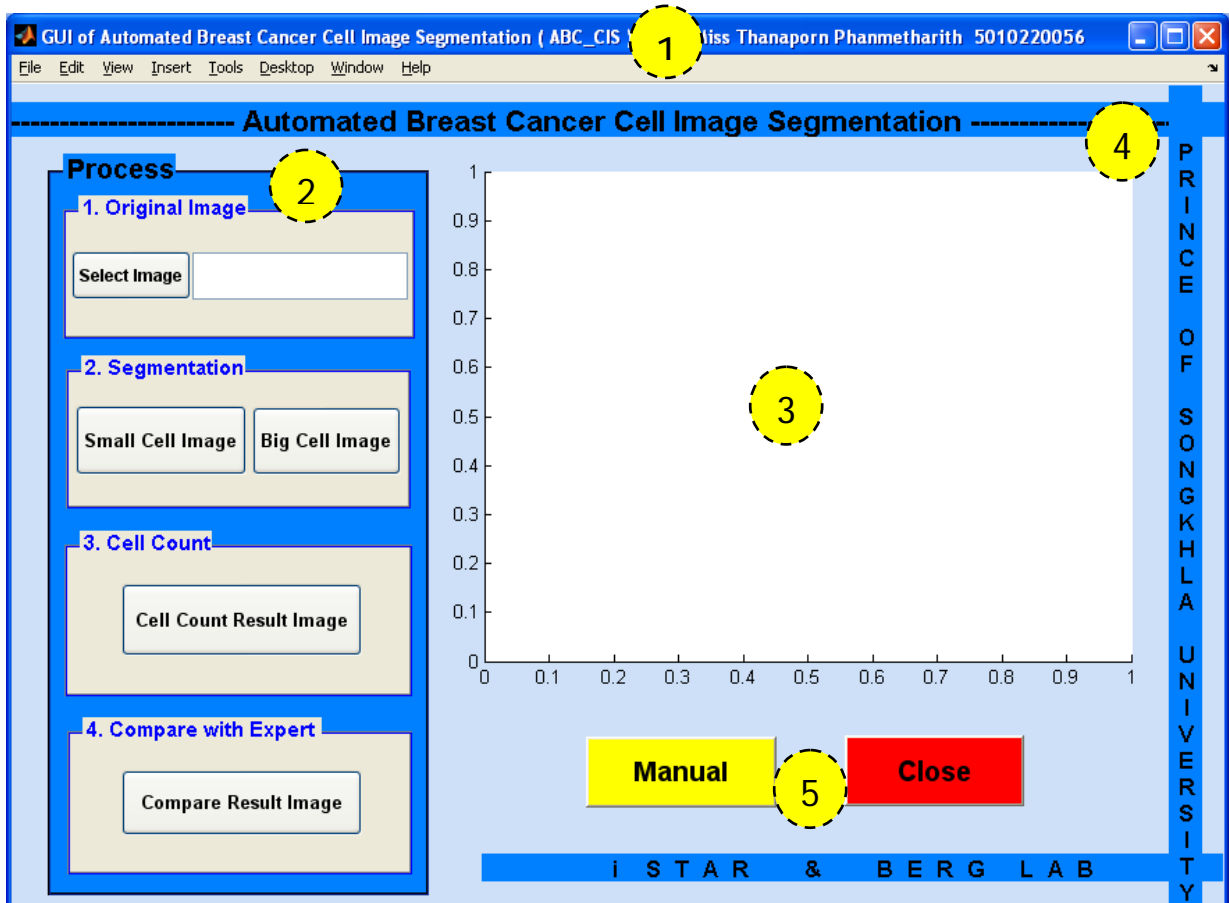 GUI of Automated Breast Cancer Cell Image Segmentation ( ABC_CIS ) Miss Thanaporn Phanmetharith 5010220056
1
File Edit View Insert Tools Desktop Window Help
----------------------- Automated Breast Cancer Cell Image Segmentation --------------------
4
Process
2
1. Original Image
Select Image
2. Segmentation
Small Cell Image
Big Cell Image
3. Cell Count
Cell Count Result Image
4. Compare with Expert
Compare Result Image
1
0.9
0.8
0.7
0.6
0.5
0.4
0.3
0.2
0.1
0
3
0 0.1 0.2 0.3 0.4 0.5 0.6 0.7 0.8 0.9 1
Manual
5
Close
i STAR & BERG LAB
PRINCE OF SONGKHLA UNIVERSITY